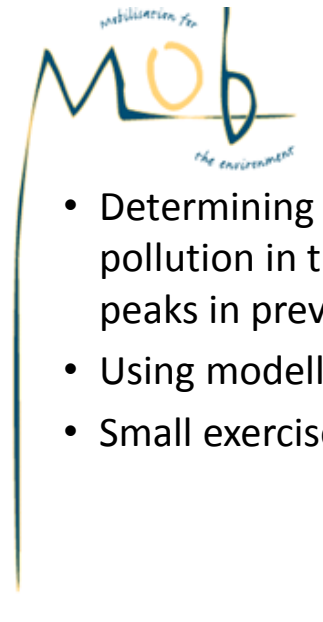 mobilisation for
Mob
the environment
• Determining
pollution in t
peaks in prev
• Using modell
• Small exercis